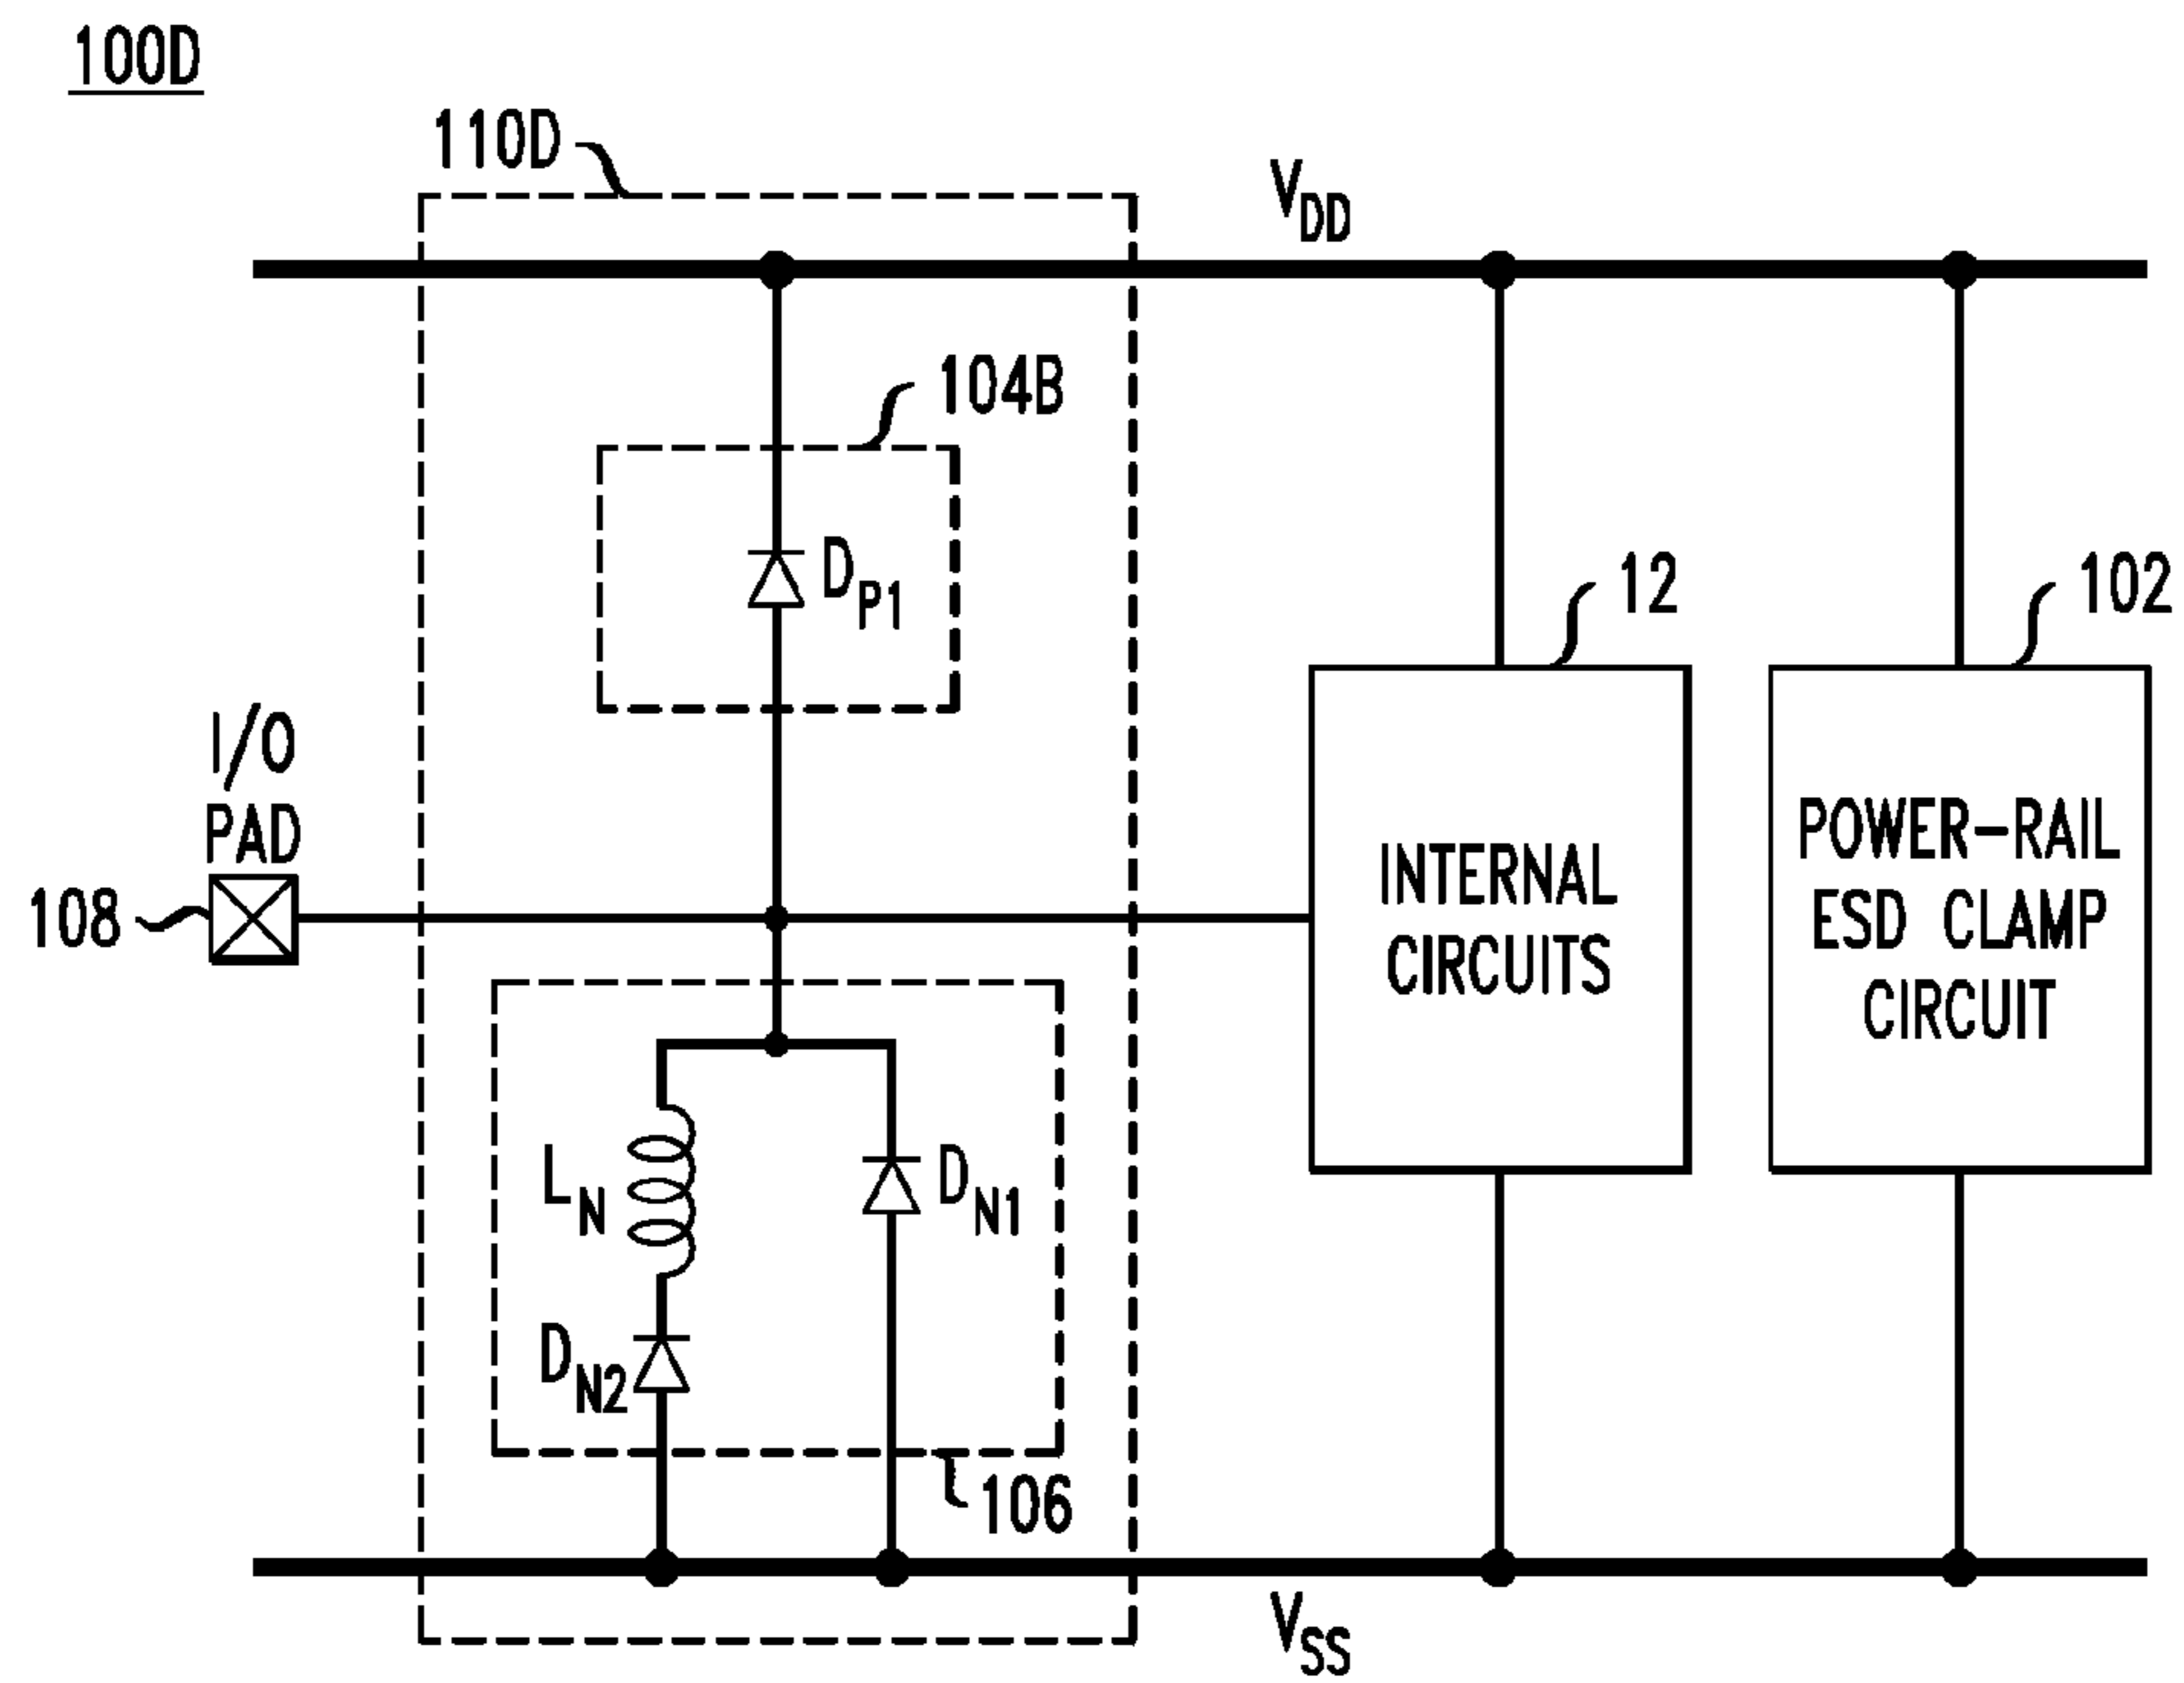 100D
110D
VDD
104B
DP1
12
102
I/O
PAD
108
INTERNAL
CIRCUITS
POWER-RAIL
ESD CLAMP
CIRCUIT
LN
DN1
DN2
106
VSS